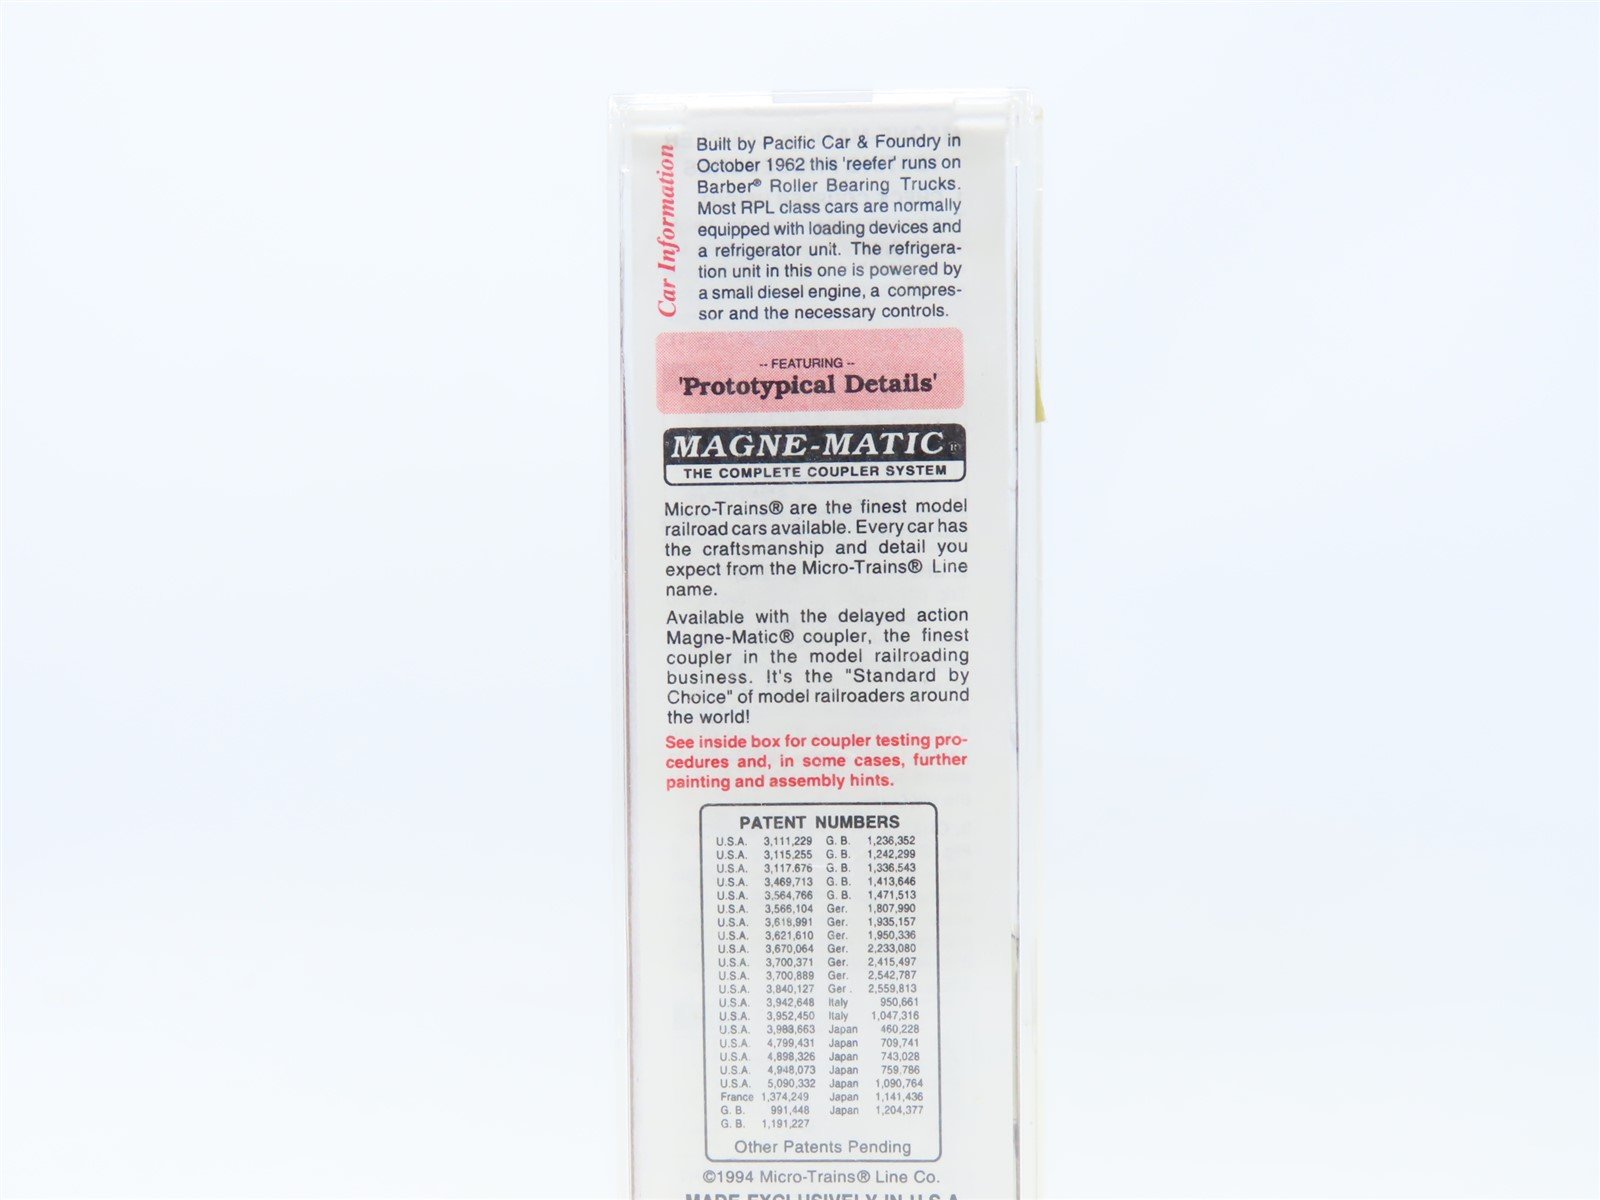 Car Information
Built by Pacific Car & Foundry in
October 1962 this 'reefer' runs on
Barber® Roller Bearing Trucks.
Most RPL class cars are normally
equipped with loading devices and
a refrigerator unit. The refrigera-
tion unit in this one is powered by
a small diesel engine, a compres-
sor and the necessary controls.
-- FEATURING --
'Prototypical Details'
MAGNE-MATIC
THE COMPLETE COUPLER SYSTEM
Micro-Trains® are the finest model
railroad cars available. Every car has
the craftsmanship and detail you
expect from the Micro-Trains® Line
name.
Available with the delayed action
Magne-Matic® coupler, the finest
coupler in the model railroading
business. It's the "Standard by
Choice" of model railroaders around
the world!
See inside box for coupler testing pro-
cedures and, in some cases, further
painting and assembly hints.
PATENT NUMBERS
U.S.A. 3,111,229 G. B. 1,236,352
U.S.A. 3,115,255 G. B. 1,242,299
U.S.A. 3,117,676 G. B. 1,336,543
U.S.A. 3,469,713 G. B. 1,413,646
U.S.A. 3,564,766 G. B. 1,471,513
U.S.A. 3,566,104 Ger. 1,807,990
U.S.A. 3,618,991 Ger. 1,935,157
U.S.A. 3,621,610 Ger. 1,950,336
U.S.A. 3,670,064 Ger. 2,233,080
U.S.A. 3,700,371 Ger. 2,415,497
U.S.A. 3,700,889 Ger. 2,542,787
U.S.A. 3,840,127 Ger . 2,559,813
U.S.A. 3,942,648 Italy 950,661
U.S.A. 3,952,450 Italy 1,047,316
U.S.A. 3,983,663 Japan 460,228
U.S.A. 4,799,431 Japan 709,741
U.S.A. 4,898,326 Japan 743,028
U.S.A. 4,948,073 Japan 759,786
U.S.A. 5,090,332 Japan 1,090,764
France 1,374,249 Japan 1,141,436
G. B. 991,448 Japan 1,204,377
G. B. 1,191,227
Other Patents Pending
©1994 Micro-Trains® Line Co.
MADE EXCLUSIVELY IN U.S.A.